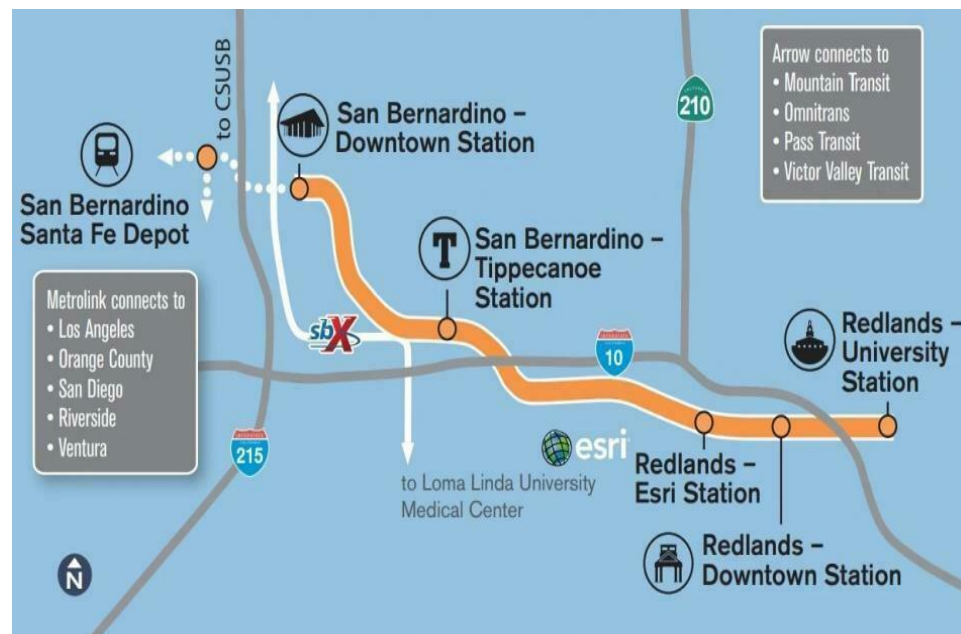 to CSUSB
San Bernardino –
Downtown Station
CALIFORNIA
210
Arrow connects to
• Mountain Transit
• Omnitrans
• Pass Transit
• Victor Valley Transit
San Bernardino
Santa Fe Depot
T
San Bernardino –
Tippecanoe
Station
Metrolink connects to
• Los Angeles
• Orange County
• San Diego
• Riverside
• Ventura
sbX
10
Redlands –
University
Station
215
esri
to Loma Linda University
Medical Center
Redlands –
Esri Station
Redlands –
Downtown Station
N